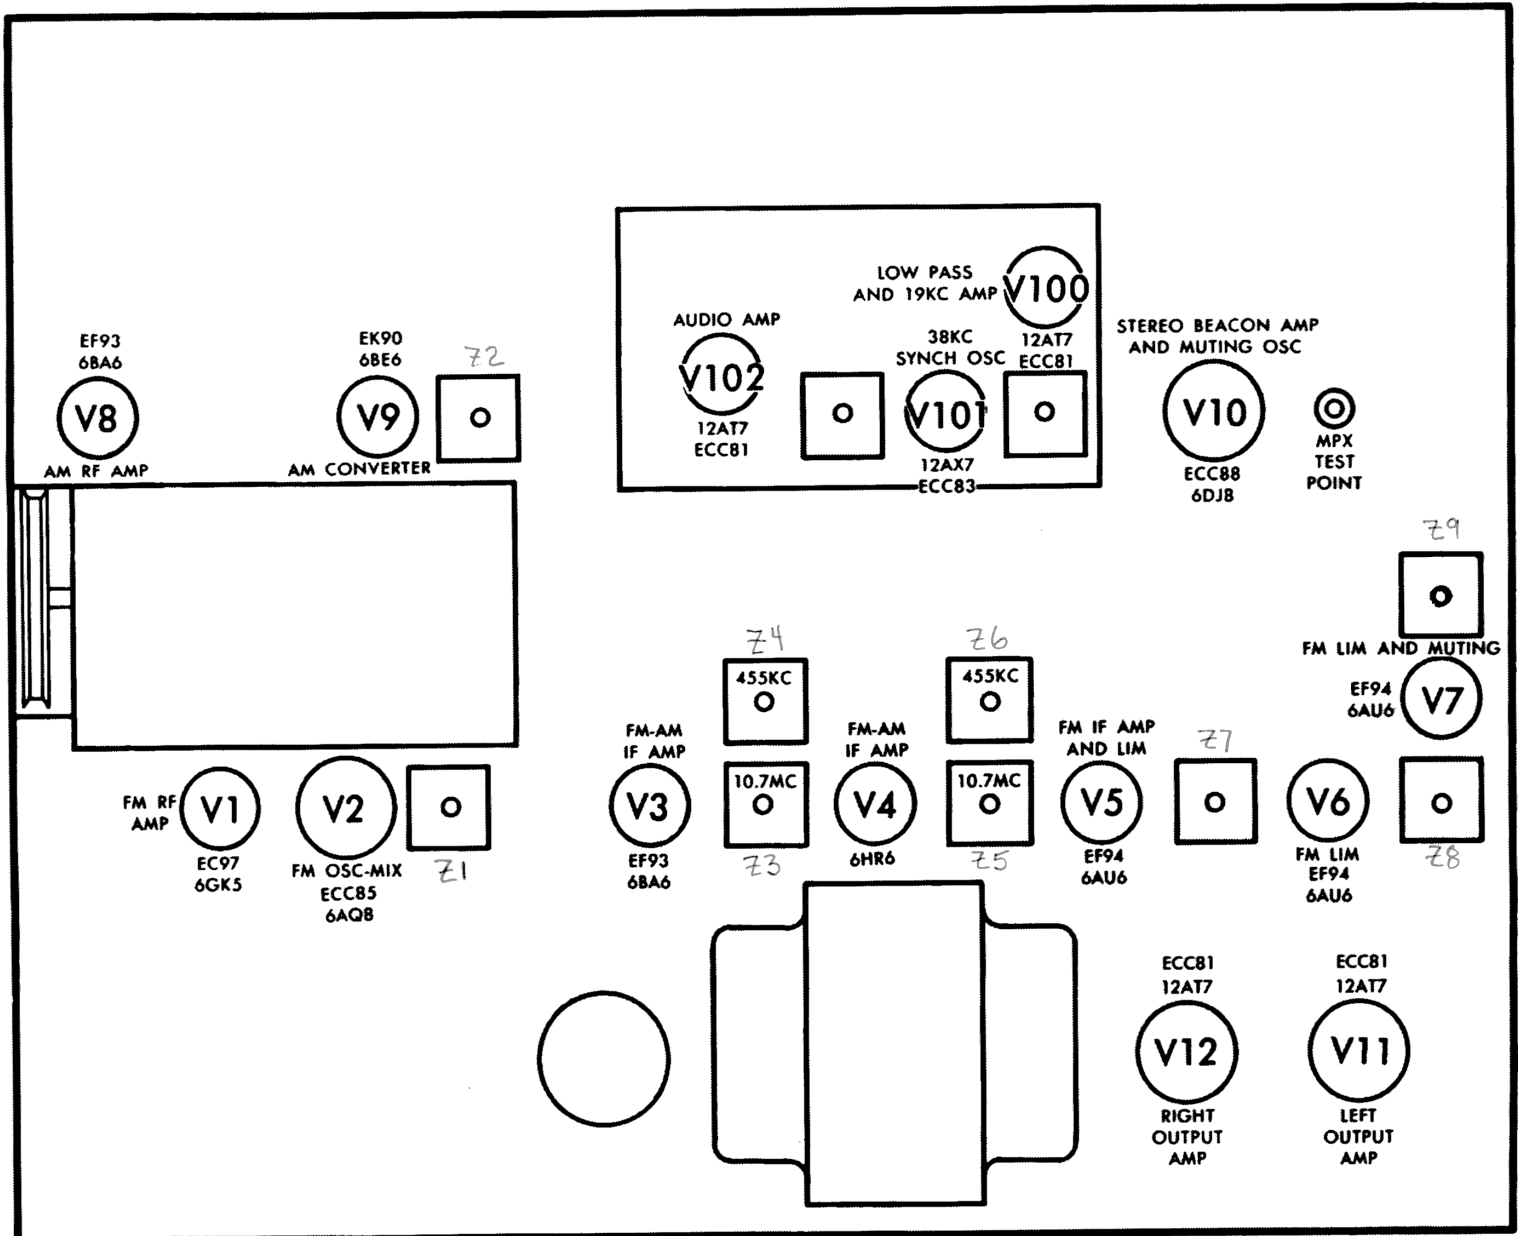 LOW PASS
AND 19KC AMP
V100
12AT7
ECC81
AUDIO AMP
V102
12AT7
ECC81
38KC
SYNCH OSC
V101
12AX7
ECC83
STEREO BEACON AMP
AND MUTING OSC
V10
ECC88
6DJ8
MPX
TEST
POINT
EF93
6BA6
V8
AM RF AMP
EK90
6BE6
V9
AM CONVERTER
Z2
Z9
FM LIM AND MUTING
EF94
6AU6
V7
Z4
455KC
Z6
455KC
FM RF
AMP
V1
EC97
6GK5
V2
FM OSC-MIX
ECC85
6AQ8
Z1
FM-AM
IF AMP
V3
EF93
6BA6
10.7MC
Z3
FM-AM
IF AMP
V4
6HR6
10.7MC
Z5
FM IF AMP
AND LIM
V5
EF94
6AU6
Z7
V6
FM LIM
EF94
6AU6
Z8
ECC81
12AT7
V12
RIGHT
OUTPUT
AMP
ECC81
12AT7
V11
LEFT
OUTPUT
AMP